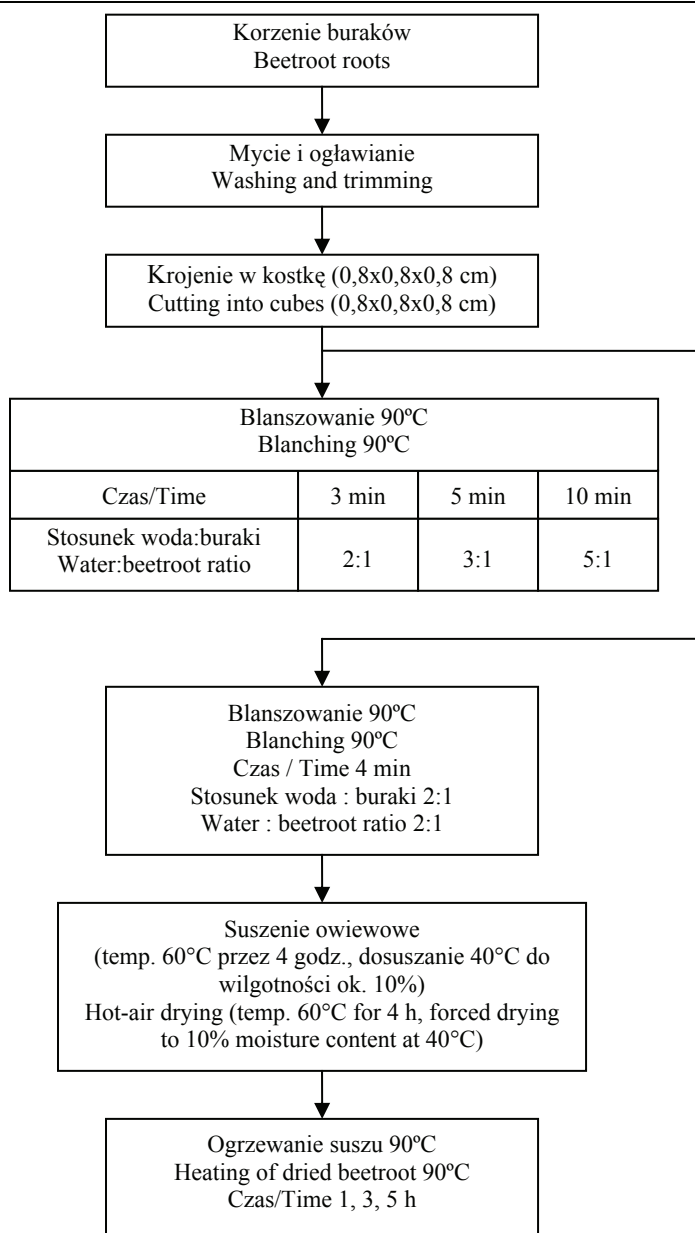 Korzenie buraków
Beetroot roots
Mycie i ogławianie
Washing and trimming
Krojenie w kostkę (0,8x0,8x0,8 cm)
Cutting into cubes (0,8x0,8x0,8 cm)
Blanszowanie 90ºC
Blanching 90ºC
Czas/Time 3 min 5 min 10 min
Stosunek woda:buraki
Water:beetroot ratio 2:1 3:1 5:1
Blanszowanie 90ºC
Blanching 90ºC
Czas / Time 4 min
Stosunek woda : buraki 2:1
Water : beetroot ratio 2:1
Suszenie owiewowe
(temp. 60°C przez 4 godz., dosuszanie 40°C do
wilgotności ok. 10%)
Hot-air drying (temp. 60°C for 4 h, forced drying
to 10% moisture content at 40°C)
Ogrzewanie suszu 90ºC
Heating of dried beetroot 90ºC
Czas/Time 1, 3, 5 h